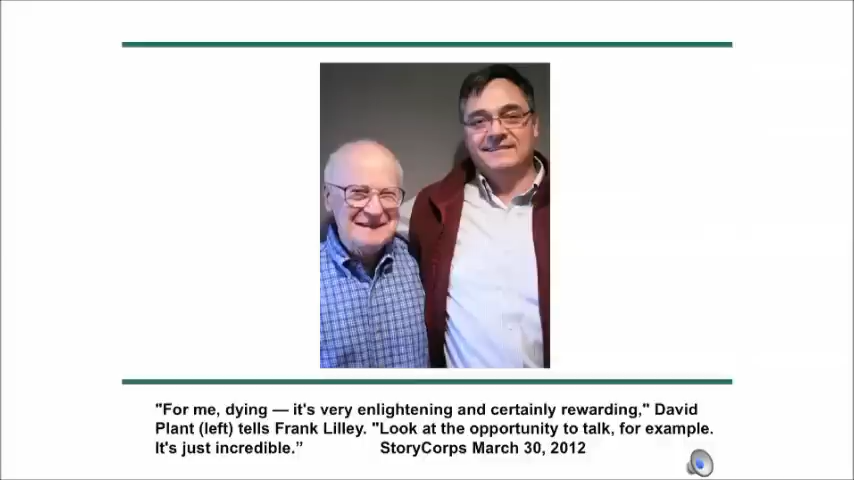 "For me, dying — it's very enlightening and certainly rewarding," David
Plant (left) tells Frank Lilley. "Look at the opportunity to talk, for example.
It's just incredible.” StoryCorps March 30, 2012